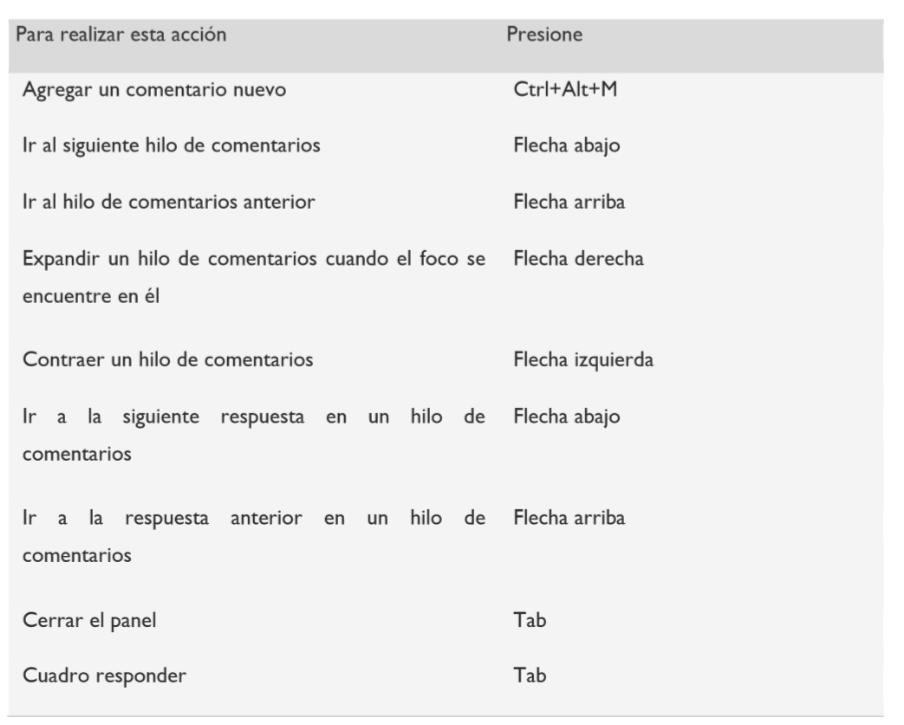 Para realizar esta acción Presione
Agregar un comentario nuevo Ctrl+Alt+M
Ir al siguiente hilo de comentarios Flecha abajo
Ir al hilo de comentarios anterior Flecha arriba
Expandir un hilo de comentarios cuando el foco se Flecha derecha
encuentre en él
Contraer un hilo de comentarios Flecha izquierda
Ir a la siguiente respuesta en un hilo de Flecha abajo
comentarios
Ir a la respuesta anterior en un hilo de Flecha arriba
comentarios
Cerrar el panel Tab
Cuadro responder Tab